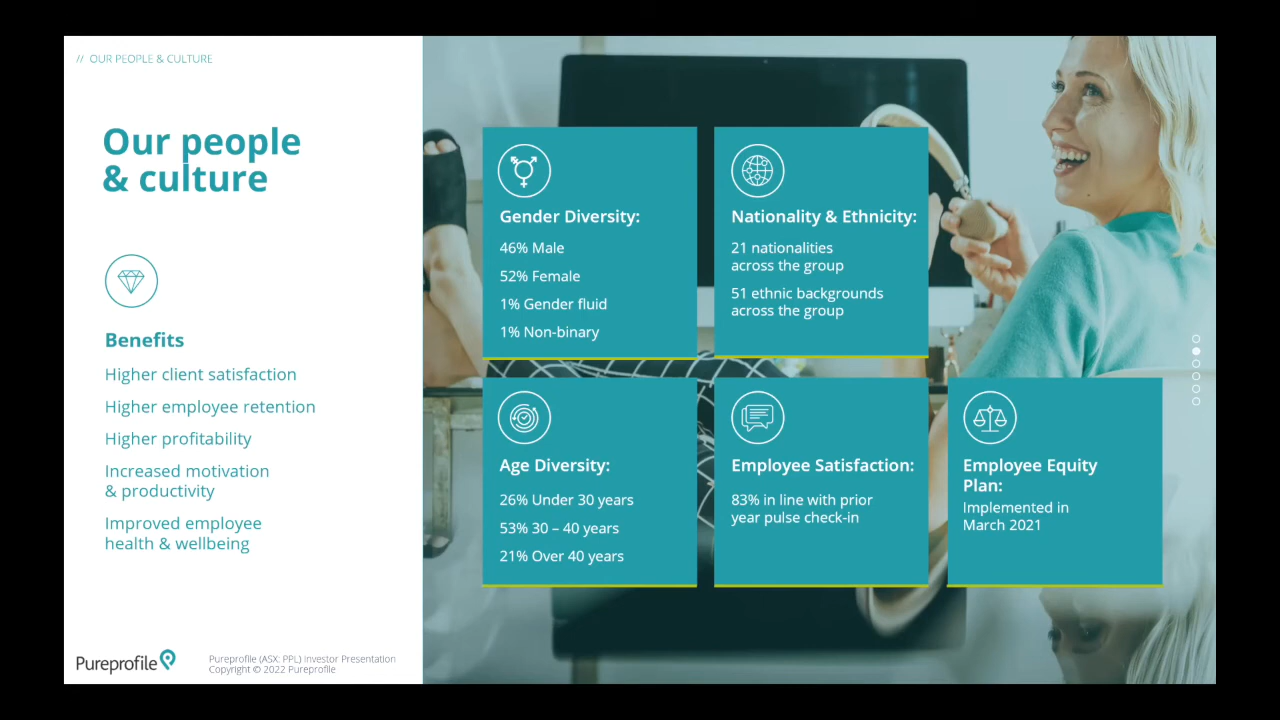 // OUR PEOPLE & CULTURE
Our people
& culture
Benefits
Higher client satisfaction
Higher employee retention
Higher profitability
Increased motivation
& productivity
Improved employee
health & wellbeing
Gender Diversity:
46% Male
52% Female
1% Gender fluid
1% Non-binary
Nationality & Ethnicity:
21 nationalities
across the group
51 ethnic backgrounds
across the group
Age Diversity:
26% Under 30 years
53% 30 – 40 years
21% Over 40 years
Employee Satisfaction:
83% in line with prior
year pulse check-in
Employee Equity
Plan:
Implemented in
March 2021
Pureprofile
Pureprofile (ASX: PPL) Investor Presentation
Copyright © 2022 Pureprofile